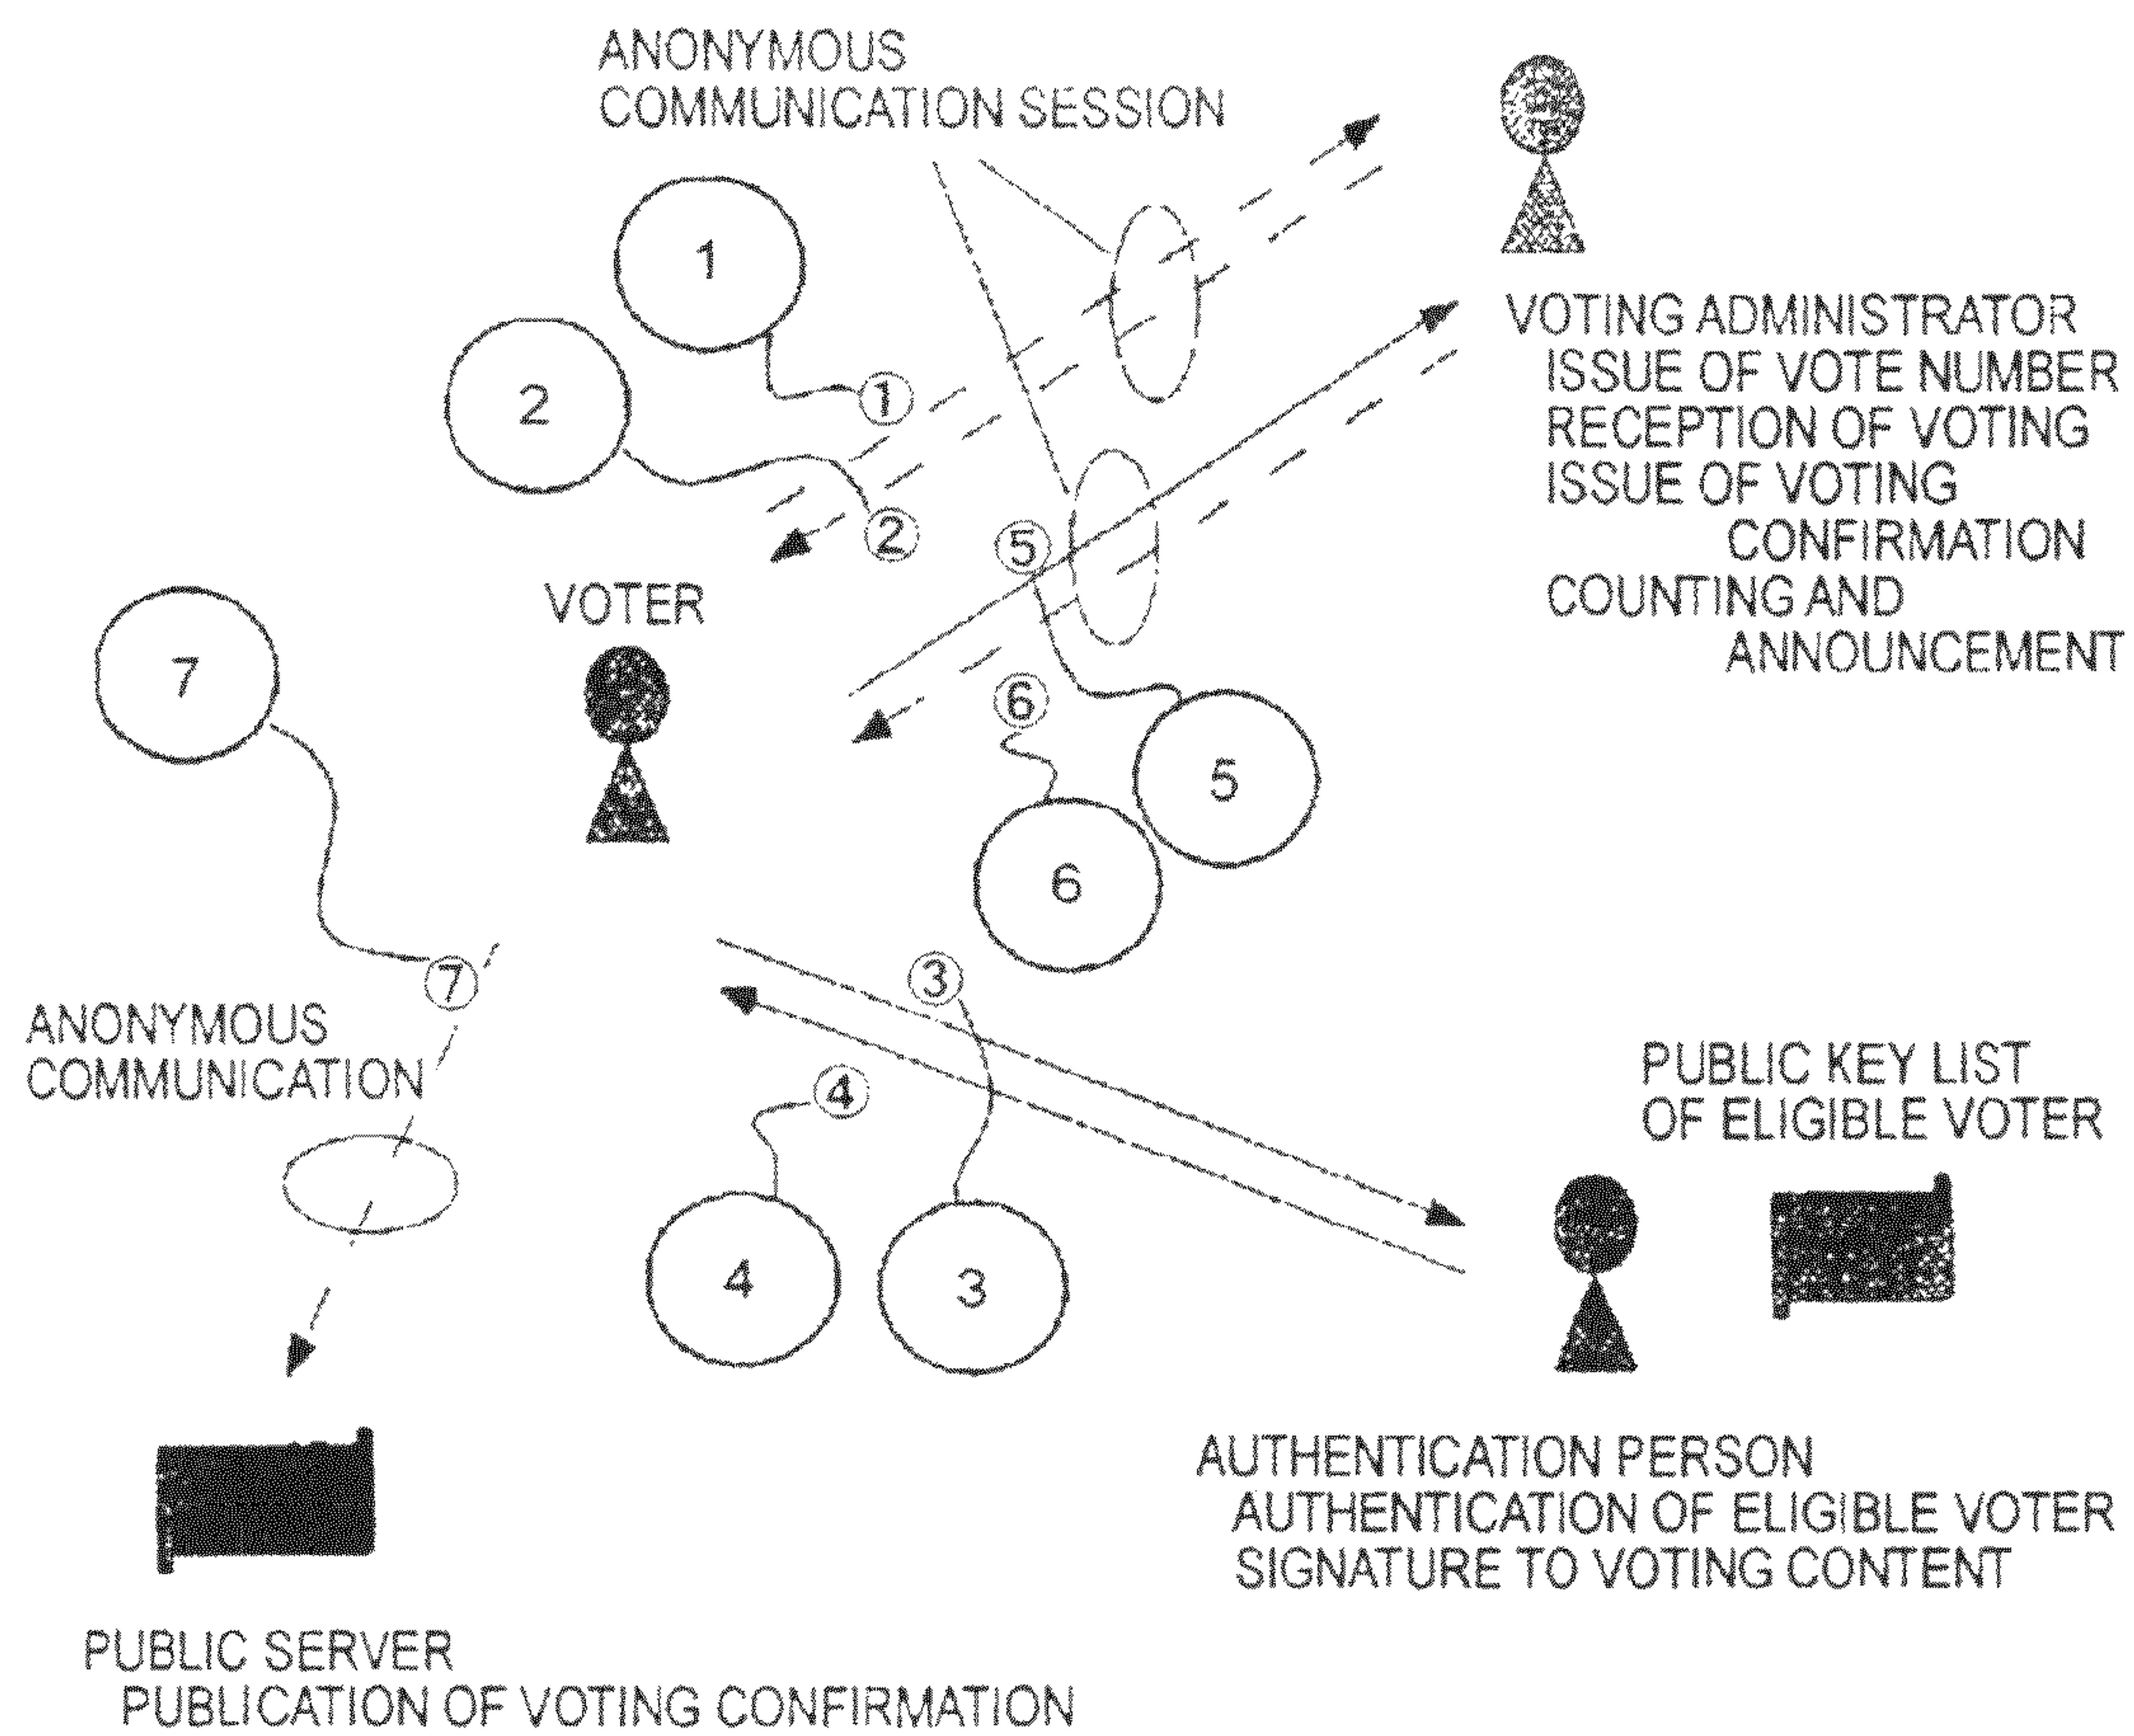 ANONYMOUS
COMMUNICATION SESSION
1
2
①
②
VOTING ADMINISTRATOR
ISSUE OF VOTE NUMBER
RECEPTION OF VOTING
ISSUE OF VOTING
CONFIRMATION
COUNTING AND
ANNOUNCEMENT
VOTER
⑤
⑥
7
5
6
⑦
③
④
ANONYMOUS
COMMUNICATION
4
3
PUBLIC KEY LIST
OF ELIGIBLE VOTER
AUTHENTICATION PERSON
AUTHENTICATION OF ELIGIBLE VOTER
SIGNATURE TO VOTING CONTENT
PUBLIC SERVER
PUBLICATION OF VOTING CONFIRMATION